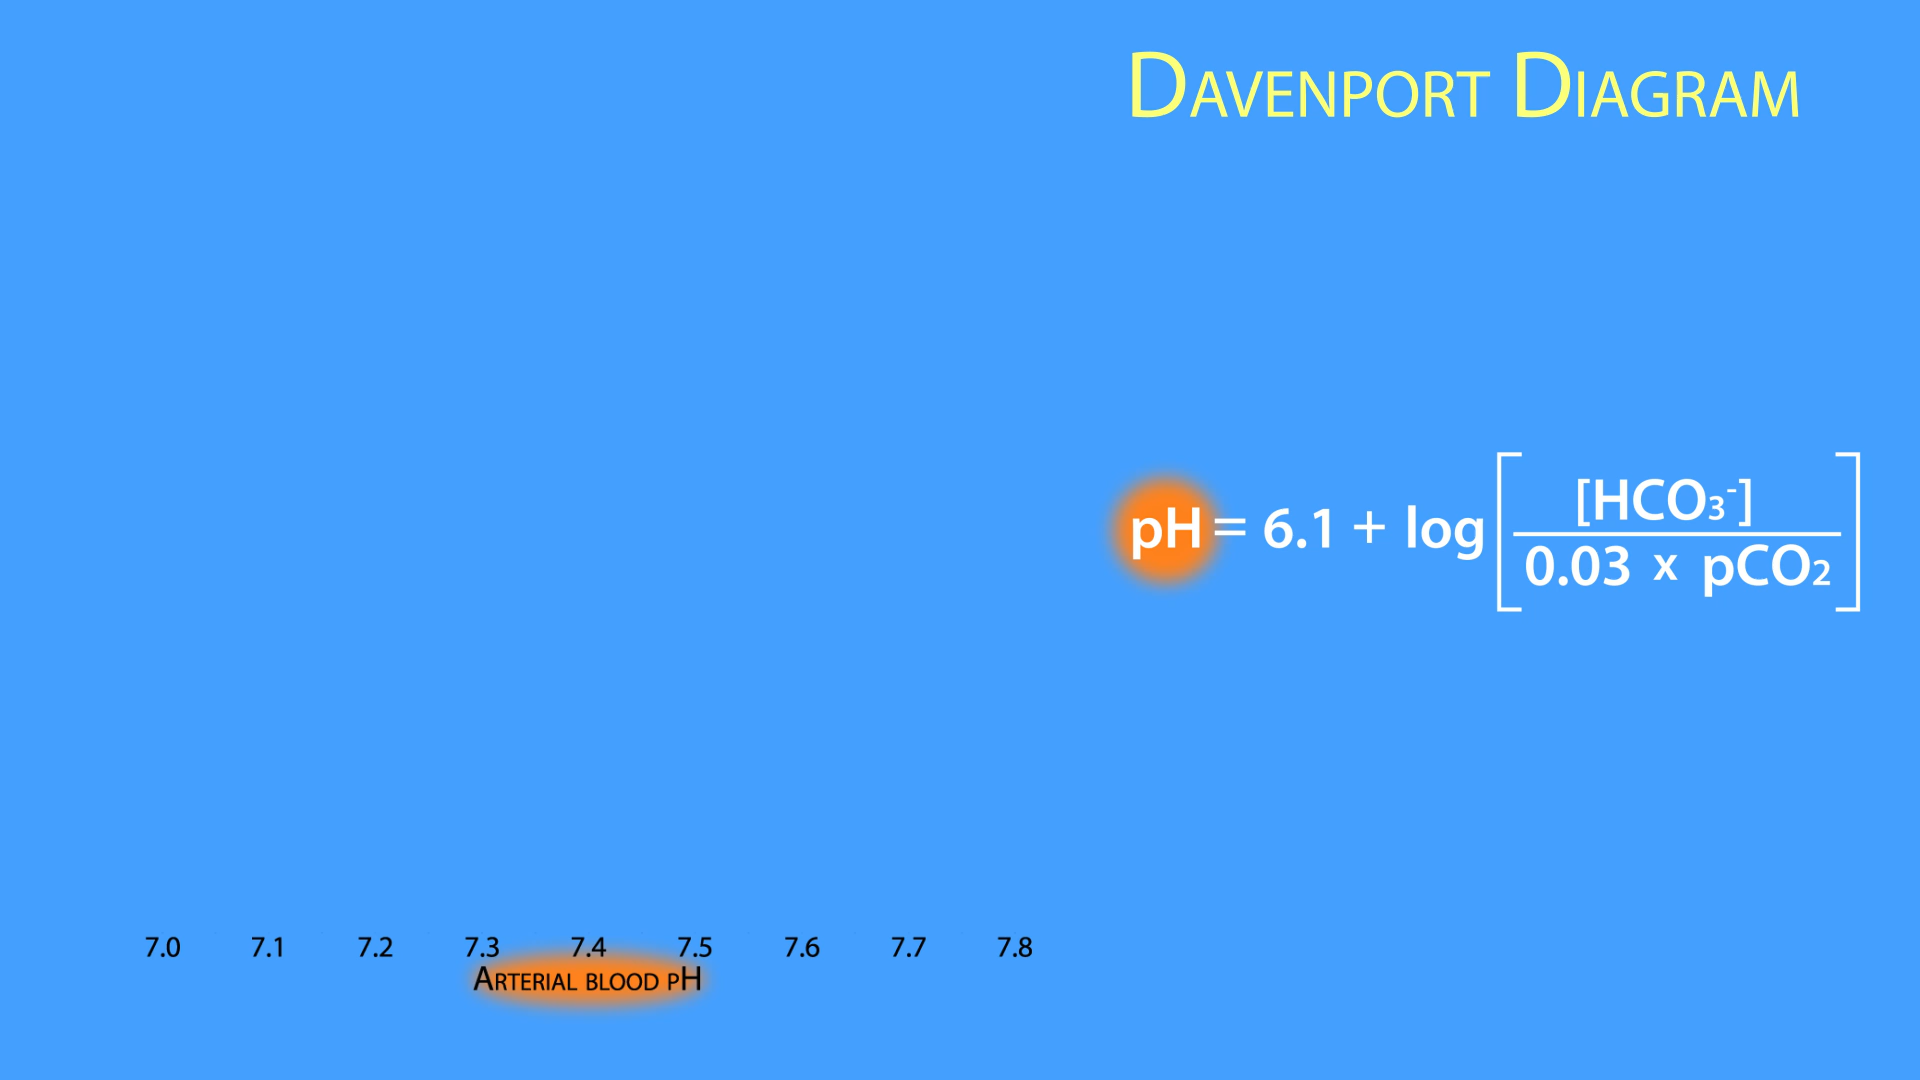 Davenport Diagram
pH = 6.1 + log [ [HCO₃⁻] / 0.03 x pCO₂ ]
7.0 7.1 7.2 7.3 7.4 7.5 7.6 7.7 7.8
Arterial blood pH